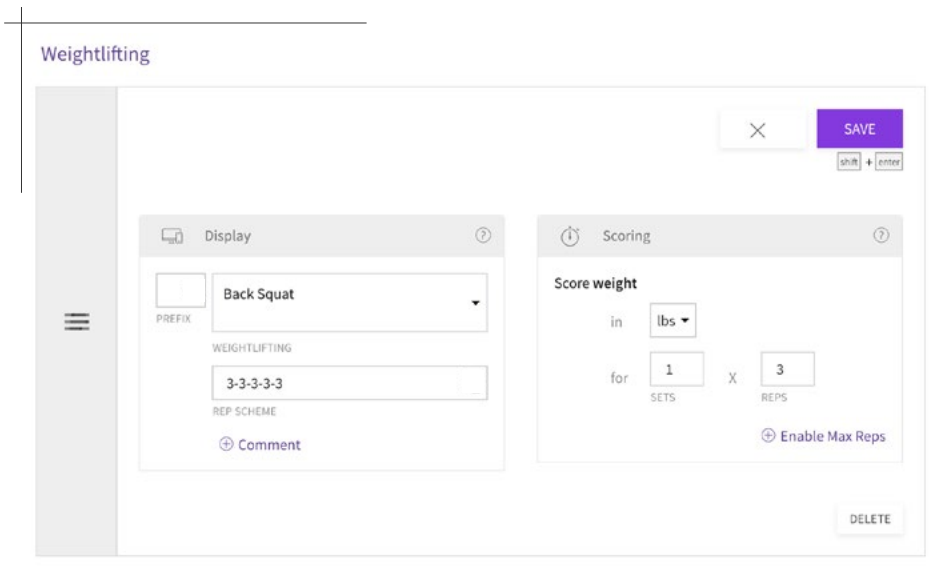 Weightlifting
SAVE
shift + enter
Display ?
Scoring ?
Back Squat
PREFIX
WEIGHTLIFTING
3-3-3-3-3
REP SCHEME
Comment
Score weight
in lbs
for 1 X 3
SETS REPS
Enable Max Reps
DELETE